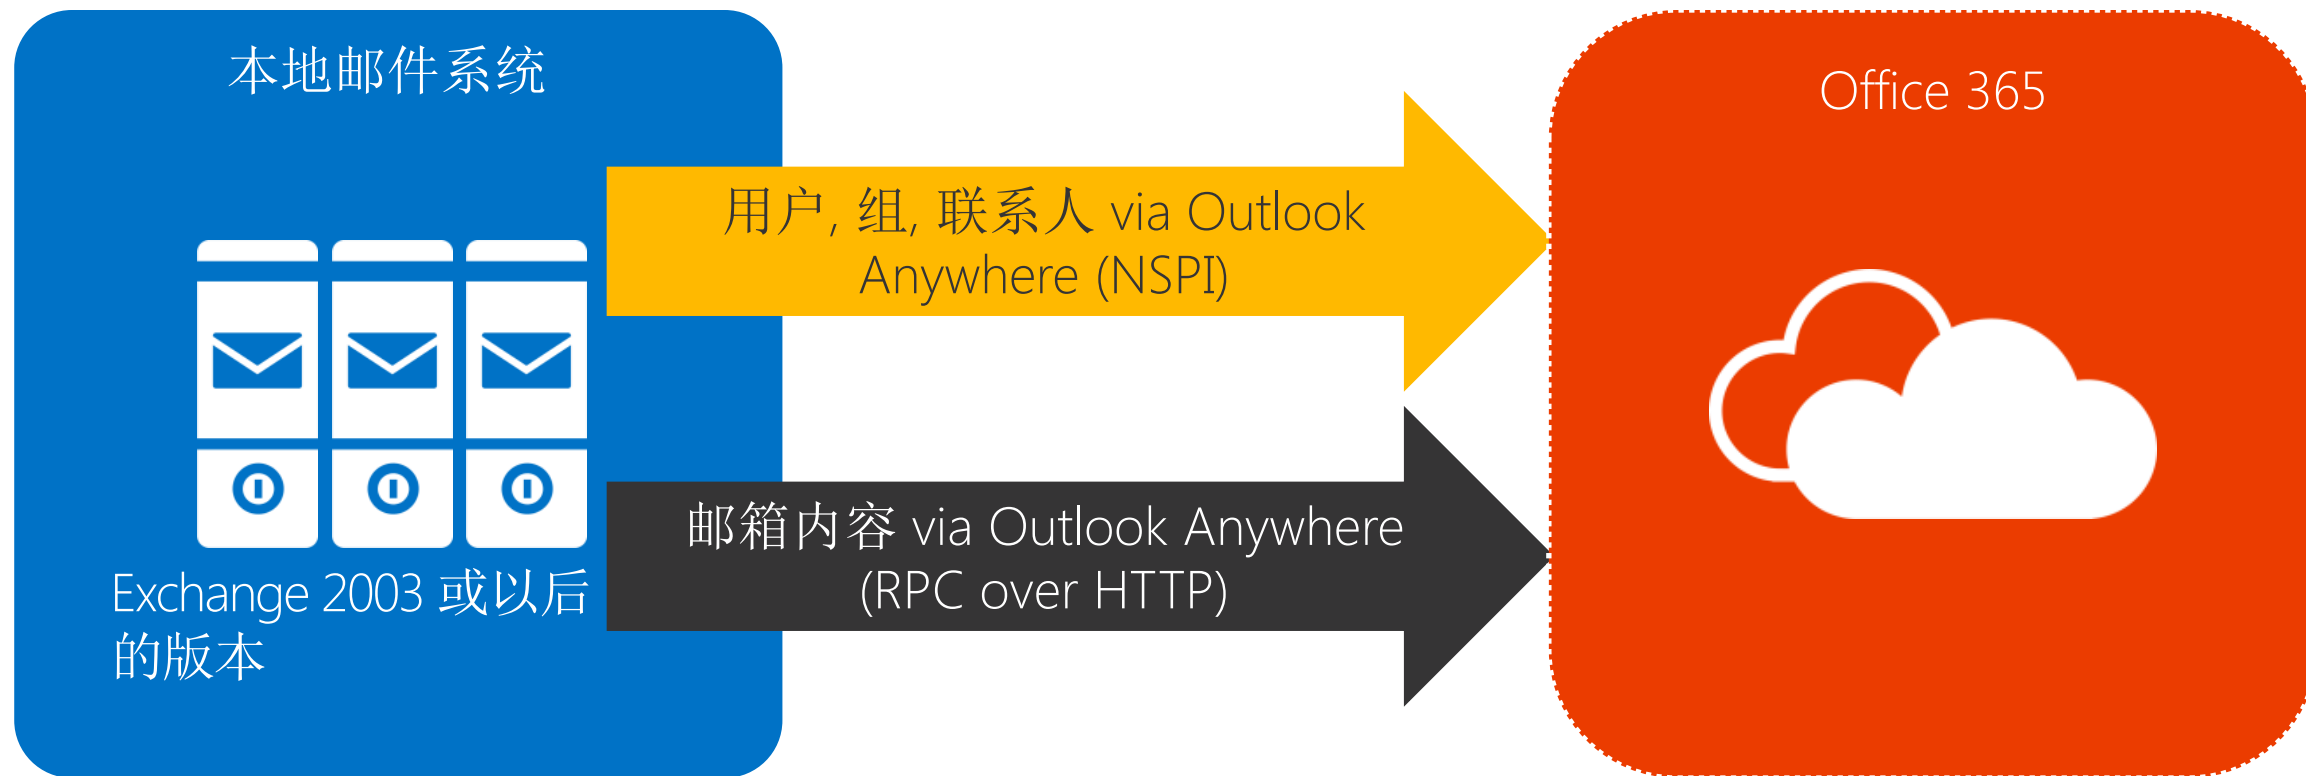 本地邮件系统
Office 365
用户, 组, 联系人 via Outlook
Anywhere (NSPI)
邮箱内容 via Outlook Anywhere
(RPC over HTTP)
Exchange 2003 或以后
的版本